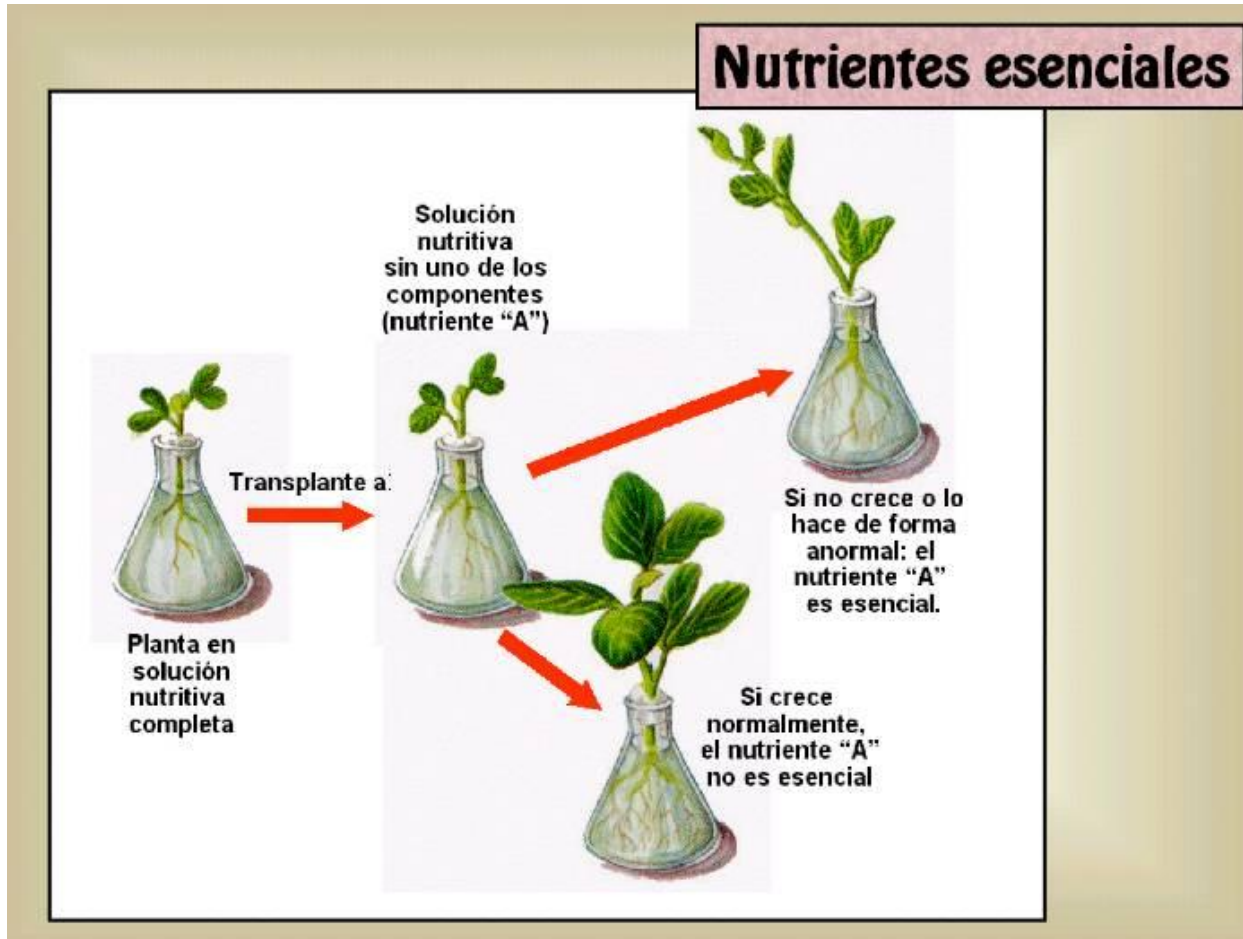 Nutrientes esenciales
Solución
nutritiva
sin uno de los
componentes
(nutriente “A”)
Transplante a:
Planta en
solución
nutritiva
completa
Si no crece o lo
hace de forma
anormal: el
nutriente “A”
es esencial.
Si crece
normalmente,
el nutriente “A”
no es esencial